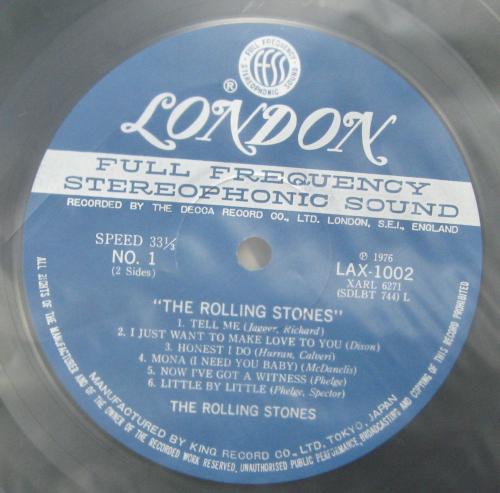 FULL FREQUENCY
ffss
STEREOPHONIC SOUND
®
LONDON
FULL FREQUENCY
STEREOPHONIC SOUND
RECORDED BY THE DECCA RECORD CO., LTD. LONDON, S.E.I., ENGLAND
SPEED 33⅓
NO. 1
(2 Sides)
℗ 1976
LAX-1002
XARL 6271
(SDLBT 744) L
"THE ROLLING STONES"
1. TELL ME (Jagger, Richard)
2. I JUST WANT TO MAKE LOVE TO YOU (Dixon)
3. HONEST I DO (Hurran, Calvert)
4. MONA (I NEED YOU BABY) (McDanelis)
5. NOW I'VE GOT A WITNESS (Phelge)
6. LITTLE BY LITTLE (Phelge, Spector)
THE ROLLING STONES
MANUFACTURED BY KING RECORD CO., LTD. TOKYO, JAPAN
ALL RIGHTS OF THE MANUFACTURER AND OF THE OWNER OF THE RECORDED WORK RESERVED, UNAUTHORISED PUBLIC PERFORMANCE, BROADCASTING AND COPYING OF THIS RECORD PROHIBITED